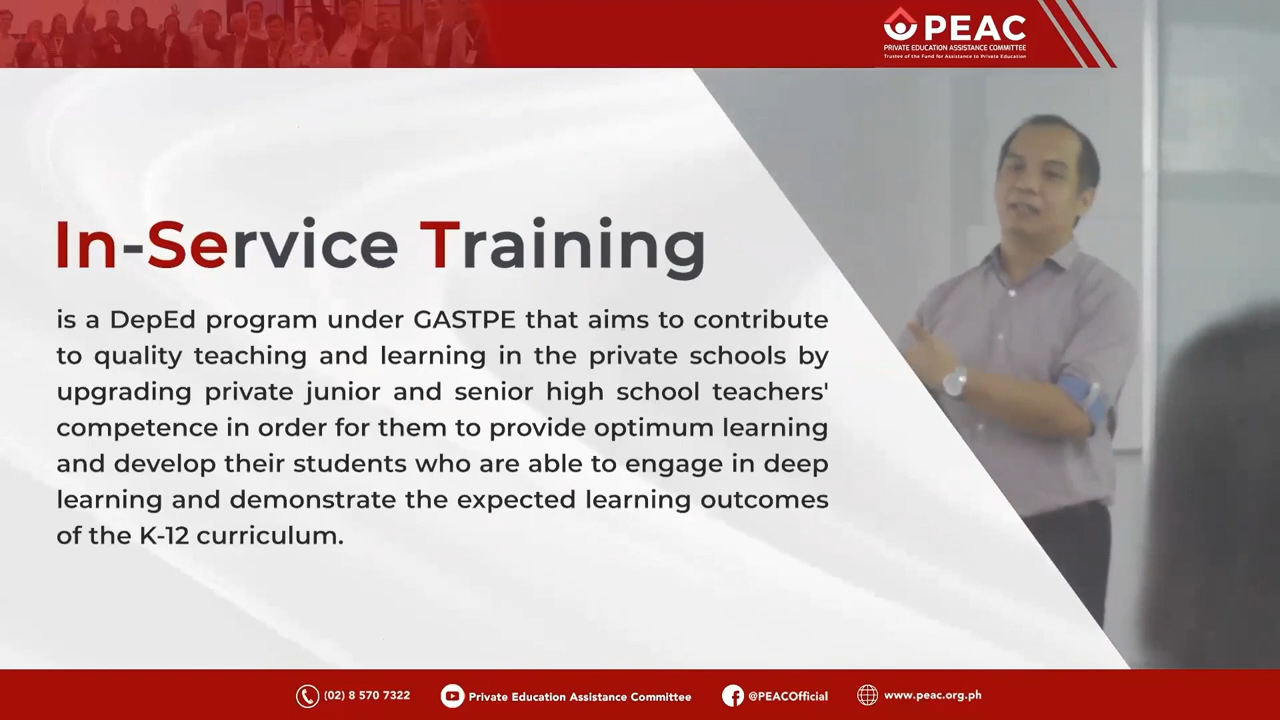 PEAC
PRIVATE EDUCATION ASSISTANCE COMMITTEE
Trustee of the Fund for Assistance to Private Education
In-Service Training
is a DepEd program under GASTPE that aims to contribute
to quality teaching and learning in the private schools by
upgrading private junior and senior high school teachers'
competence in order for them to provide optimum learning
and develop their students who are able to engage in deep
learning and demonstrate the expected learning outcomes
of the K-12 curriculum.
(02) 8 570 7322
Private Education Assistance Committee
@PEACOfficial
www.peac.org.ph